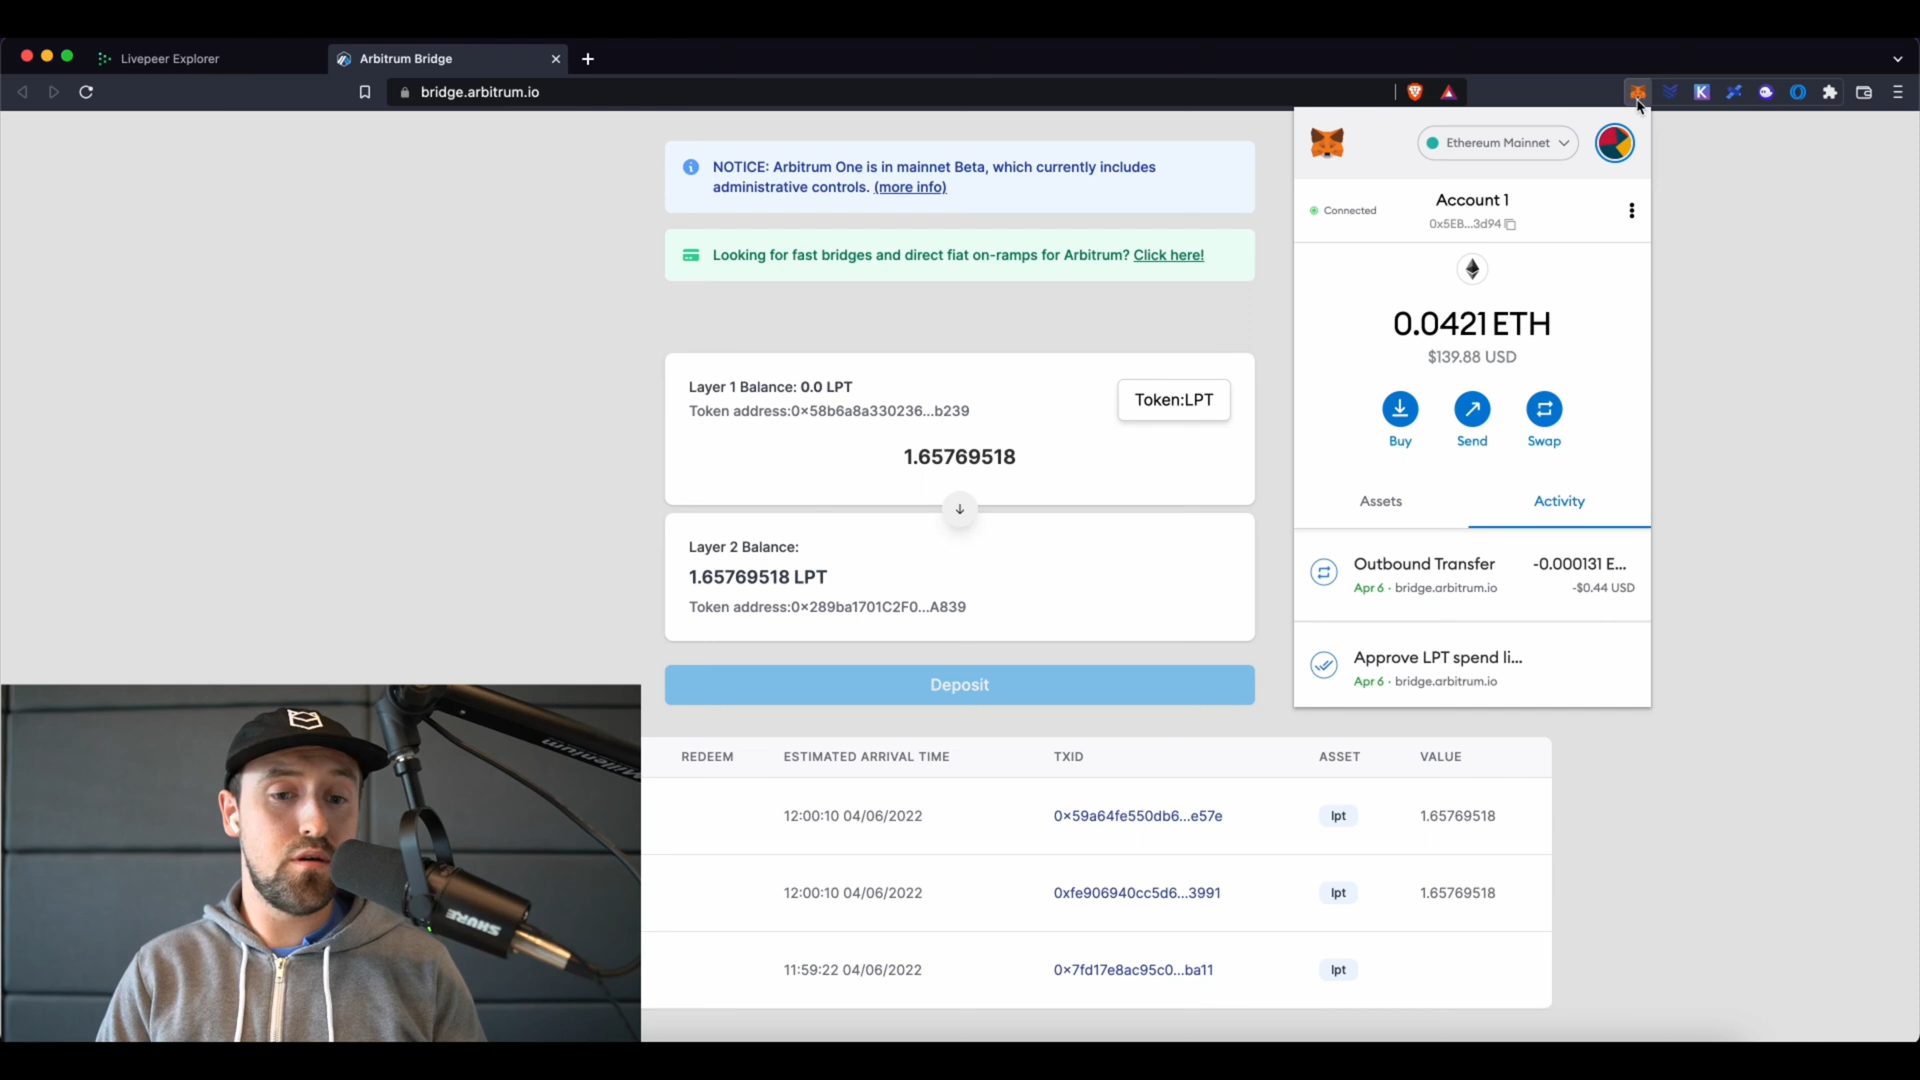 Livepeer Explorer
Arbitrum Bridge
bridge.arbitrum.io
K
NOTICE: Arbitrum One is in mainnet Beta, which currently includes
administrative controls. (more info)
Looking for fast bridges and direct fiat on-ramps for Arbitrum? Click here!
Layer 1 Balance: 0.0 LPT
Token address:0×58b6a8a330236...b239
Token:LPT
1.65769518
Layer 2 Balance:
1.65769518 LPT
Token address:0×289ba1701C2F0...A839
Deposit
REDEEM ESTIMATED ARRIVAL TIME TXID ASSET VALUE
12:00:10 04/06/2022 0×59a64fe550db6...e57e lpt 1.65769518
12:00:10 04/06/2022 0xfe906940cc5d6...3991 lpt 1.65769518
11:59:22 04/06/2022 0×7fd17e8ac95c0...ba11 lpt
Ethereum Mainnet
Connected
Account 1
0x5EB...3d94
0.0421 ETH
$139.88 USD
Buy Send Swap
Assets Activity
Outbound Transfer -0.000131 E...
Apr 6 · bridge.arbitrum.io -$0.44 USD
Approve LPT spend li...
Apr 6 · bridge.arbitrum.io
Millenium
SHURE